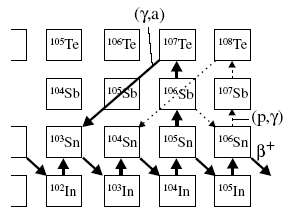 (γ,a)
¹⁰⁵Te ¹⁰⁶Te ¹⁰⁷Te ¹⁰⁸Te
¹⁰⁴Sb ¹⁰⁵Sb ¹⁰⁶Sb ¹⁰⁷Sb
(p,γ)
¹⁰³Sn ¹⁰⁴Sn ¹⁰⁵Sn ¹⁰⁶Sn
β⁺
¹⁰²In ¹⁰³In ¹⁰⁴In ¹⁰⁵In